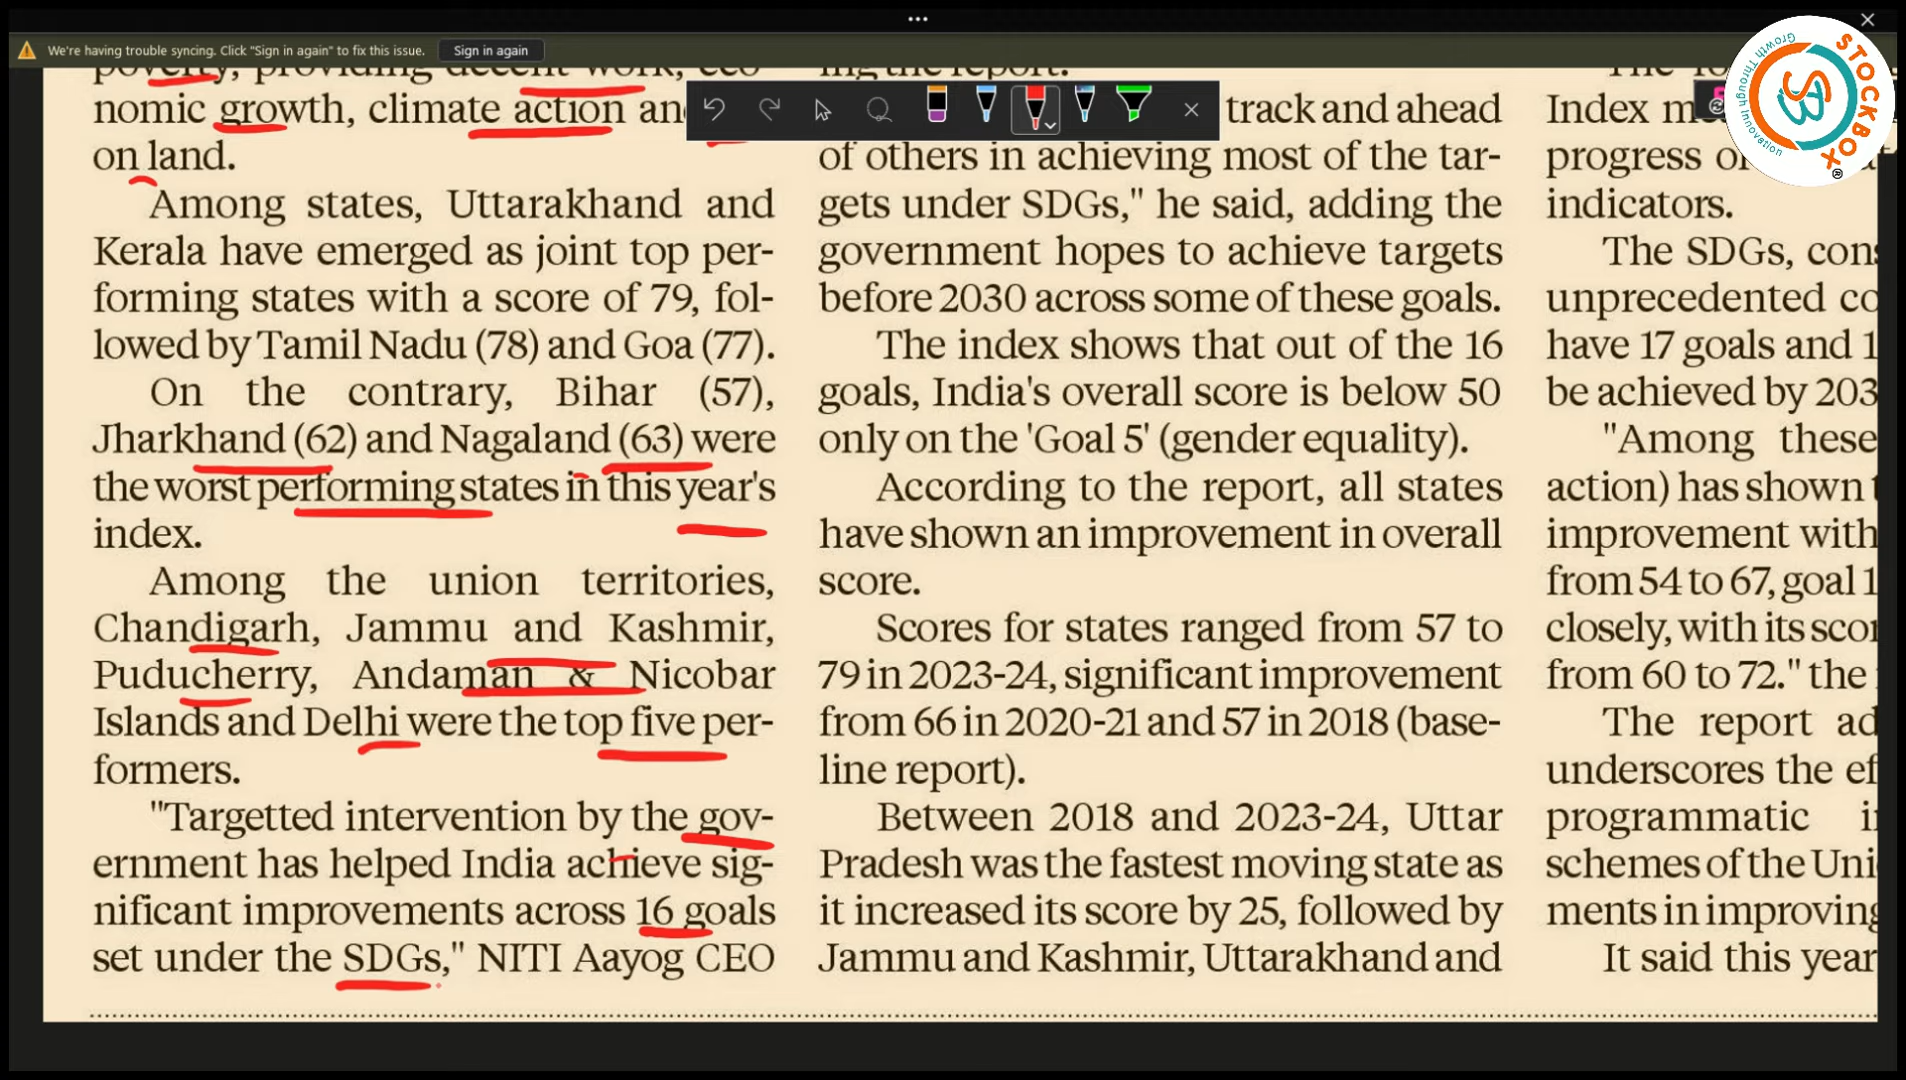 We're having trouble syncing. Click "Sign in again" to fix this issue.
Sign in again
poverty, providing decent work, eco-
nomic growth, climate action an
on land.
Among states, Uttarakhand and
Kerala have emerged as joint top per-
forming states with a score of 79, fol-
lowed by Tamil Nadu (78) and Goa (77).
On the contrary, Bihar (57),
Jharkhand (62) and Nagaland (63) were
the worst performing states in this year's
index.
Among the union territories,
Chandigarh, Jammu and Kashmir,
Puducherry, Andaman & Nicobar
Islands and Delhi were the top five per-
formers.
"Targetted intervention by the gov-
ernment has helped India achieve sig-
nificant improvements across 16 goals
set under the SDGs," NITI Aayog CEO
ing the report.
track and ahead
of others in achieving most of the tar-
gets under SDGs," he said, adding the
government hopes to achieve targets
before 2030 across some of these goals.
The index shows that out of the 16
goals, India's overall score is below 50
only on the 'Goal 5' (gender equality).
According to the report, all states
have shown an improvement in overall
score.
Scores for states ranged from 57 to
79 in 2023-24, significant improvement
from 66 in 2020-21 and 57 in 2018 (base-
line report).
Between 2018 and 2023-24, Uttar
Pradesh was the fastest moving state as
it increased its score by 25, followed by
Jammu and Kashmir, Uttarakhand and
Index m
progress o
indicators.
The SDGs, cons
unprecedented co
have 17 goals and 1
be achieved by 203
"Among these
action) has shown t
improvement with
from 54 to 67, goal 1
closely, with its scor
from 60 to 72." the
The report ad
underscores the ef
programmatic i
schemes of the Uni
ments in improving
It said this year
STOCKBOX
Growth Through Innovation
SB
®